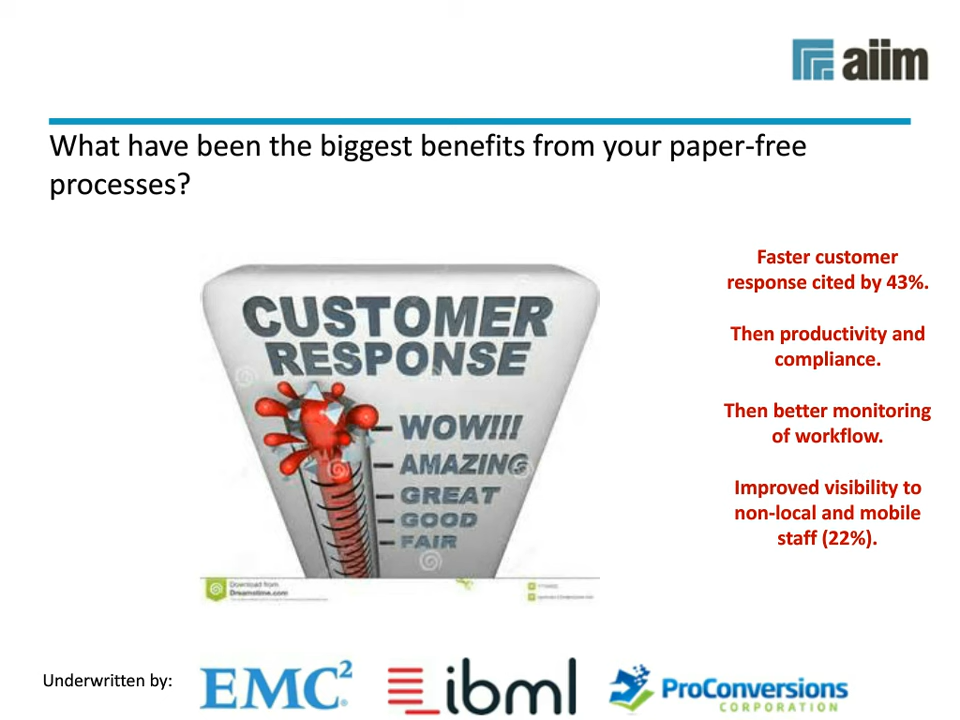 aiim
What have been the biggest benefits from your paper-free
processes?
CUSTOMER
RESPONSE
WOW!!!
AMAZING
GREAT
GOOD
FAIR
Download from
Dreamstime.com
Faster customer
response cited by 43%.
Then productivity and
compliance.
Then better monitoring
of workflow.
Improved visibility to
non-local and mobile
staff (22%).
Underwritten by:
EMC²
ibml
ProConversions
CORPORATION